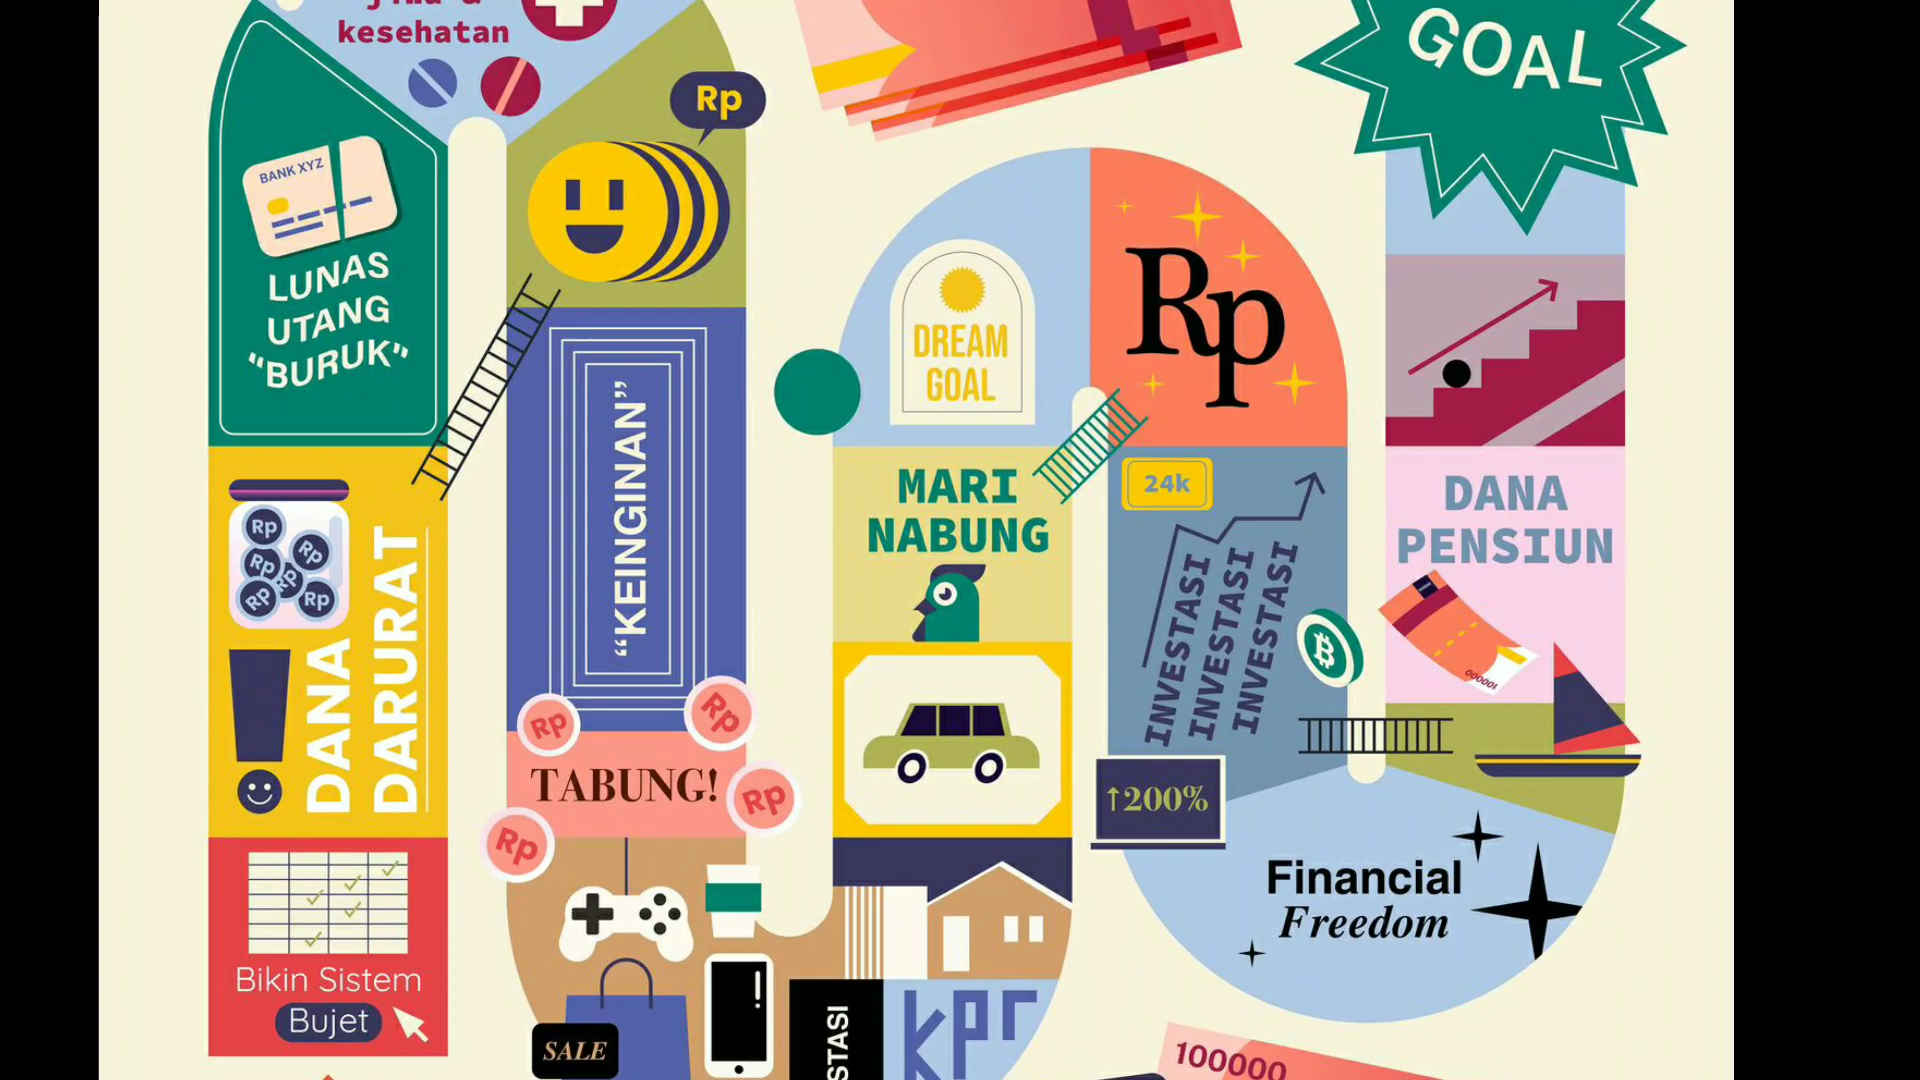 kesehatan
BANK XYZ
LUNAS
UTANG
"BURUK"
Rp
Rp
Rp
Rp
Rp
Rp
Rp
DANA
DARURAT
Bikin Sistem
Bujet
"KEINGINAN"
Rp
Rp
TABUNG!
Rp
Rp
SALE
DREAM
GOAL
MARI
NABUNG
STASI
kpr
Rp
24k
INVESTASI
INVESTASI
INVESTASI
↑200%
Financial
Freedom
GOAL
DANA
PENSIUN
100000
100000